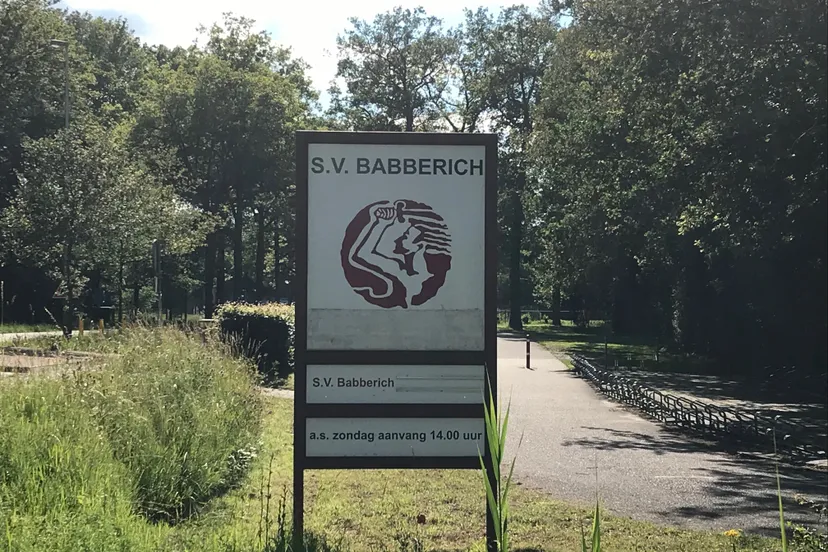 S.V. BABBERICH
S.V. Babberich
a.s. zondag aanvang 14.00 uur